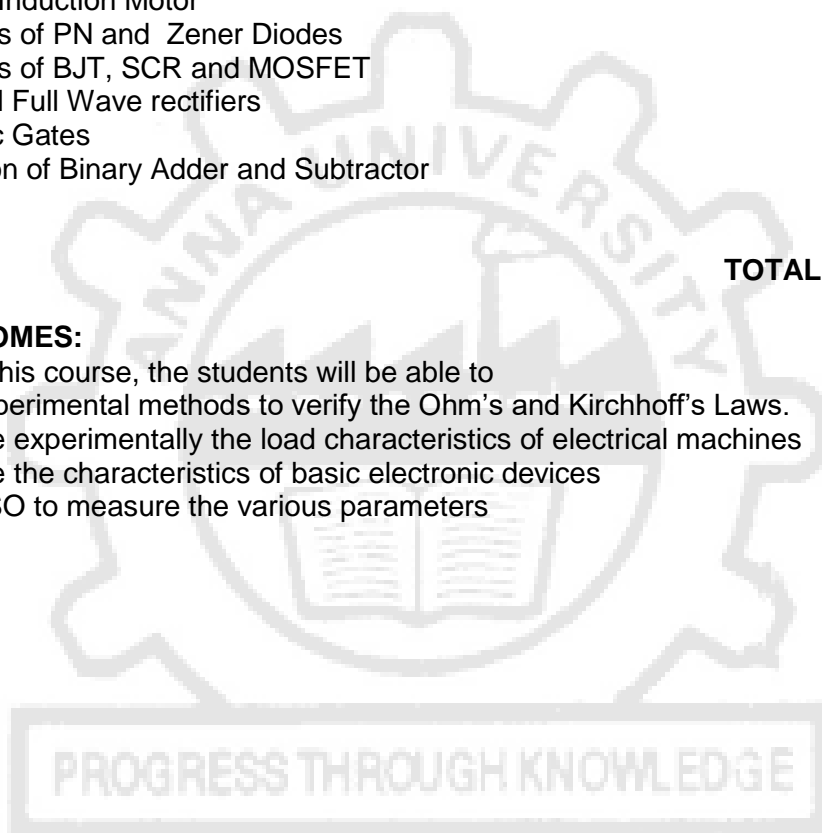 Induction Motor
s of PN and Zener Diodes
s of BJT, SCR and MOSFET
Full Wave rectifiers
c Gates
on of Binary Adder and Subtractor
ANNA UNIVERSITY
TOTAL
OMES:
his course, the students will be able to
perimental methods to verify the Ohm's and Kirchhoff's Laws.
e experimentally the load characteristics of electrical machines
e the characteristics of basic electronic devices
SO to measure the various parameters
PROGRESS THROUGH KNOWLEDGE